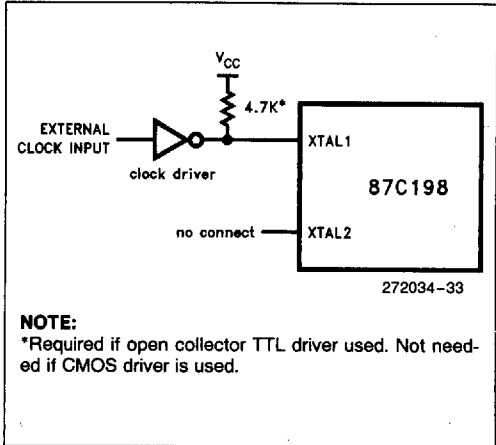 VCC
4.7K*
EXTERNAL
CLOCK INPUT
clock driver
XTAL1
87C198
no connect
XTAL2
272034-33
NOTE:
*Required if open collector TTL driver used. Not need-
ed if CMOS driver is used.